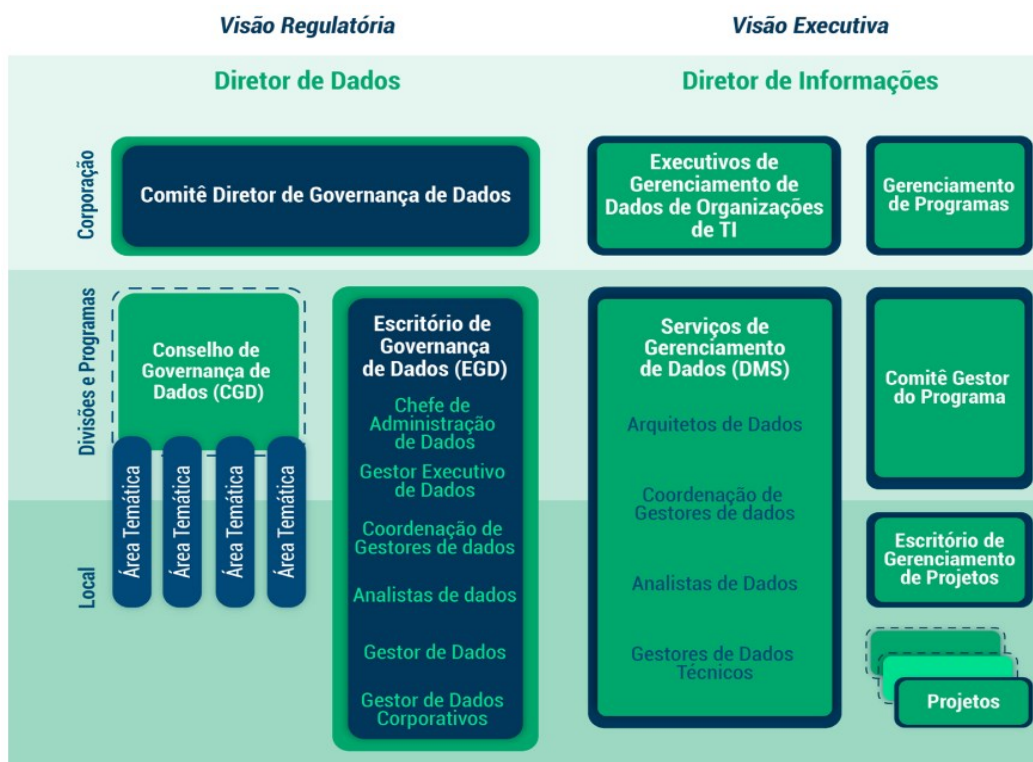 Visão Regulatória
Visão Executiva
Diretor de Dados
Diretor de Informações
Corporação
Comitê Diretor de Governança de Dados
Executivos de
Gerenciamento de
Dados de Organizações
de TI
Gerenciamento
de Programas
Divisões e Programas
Conselho de
Governança de
Dados (CGD)
Escritório de
Governança
de Dados (EGD)
Chefe de
Administração
de Dados
Gestor Executivo
de Dados
Coordenação de
Gestores de dados
Analistas de dados
Gestor de Dados
Gestor de Dados
Corporativos
Serviços de
Gerenciamento
de Dados (DMS)
Arquitetos de Dados
Coordenação de
Gestores de dados
Analistas de Dados
Gestores de Dados
Técnicos
Comitê Gestor
do Programa
Local
Área Temática
Área Temática
Área Temática
Área Temática
Escritório de
Gerenciamento
de Projetos
Projetos